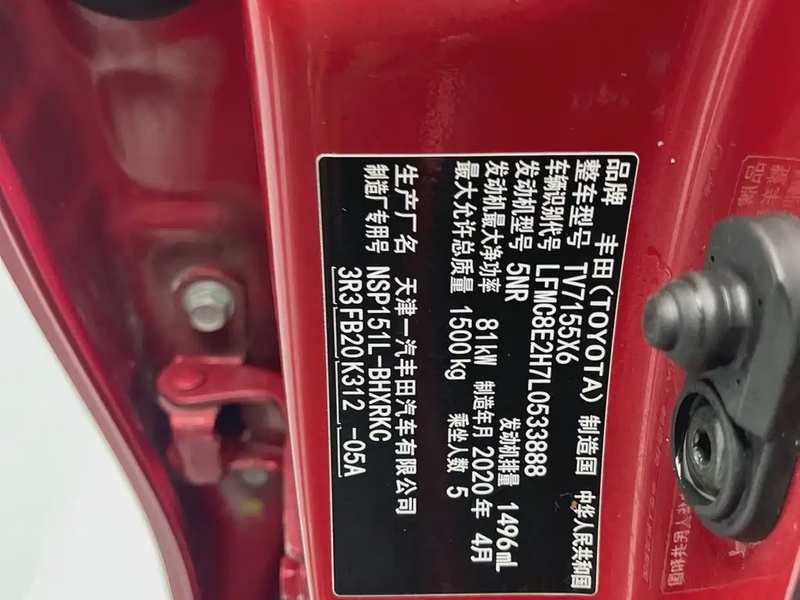 品牌 丰田(TOYOTA) 制造国 中华人民共和国
整车型号 TV7155X6
车辆识别代号 LFMC8E2H7L0533888
发动机型号 5NR 发动机排量 1496mL
发动机最大净功率 81kW 制造年月 2020年 4月
最大允许总质量 1500kg 乘坐人数 5
生产厂名 天津一汽丰田汽车有限公司
制造厂专用号 NSP151L-BHXRKC
3R3FB20 K312 -05A